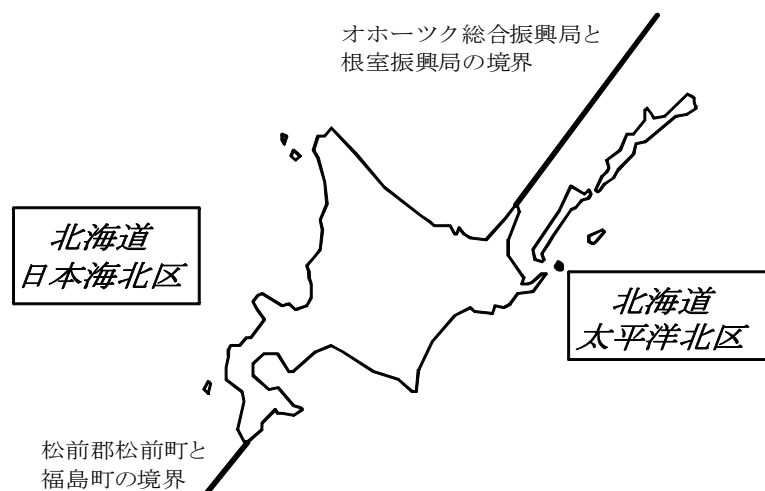 オホーツク総合振興局と
根室振興局の境界
北海道
日本海北区
北海道
太平洋北区
松前郡松前町と
福島町の境界